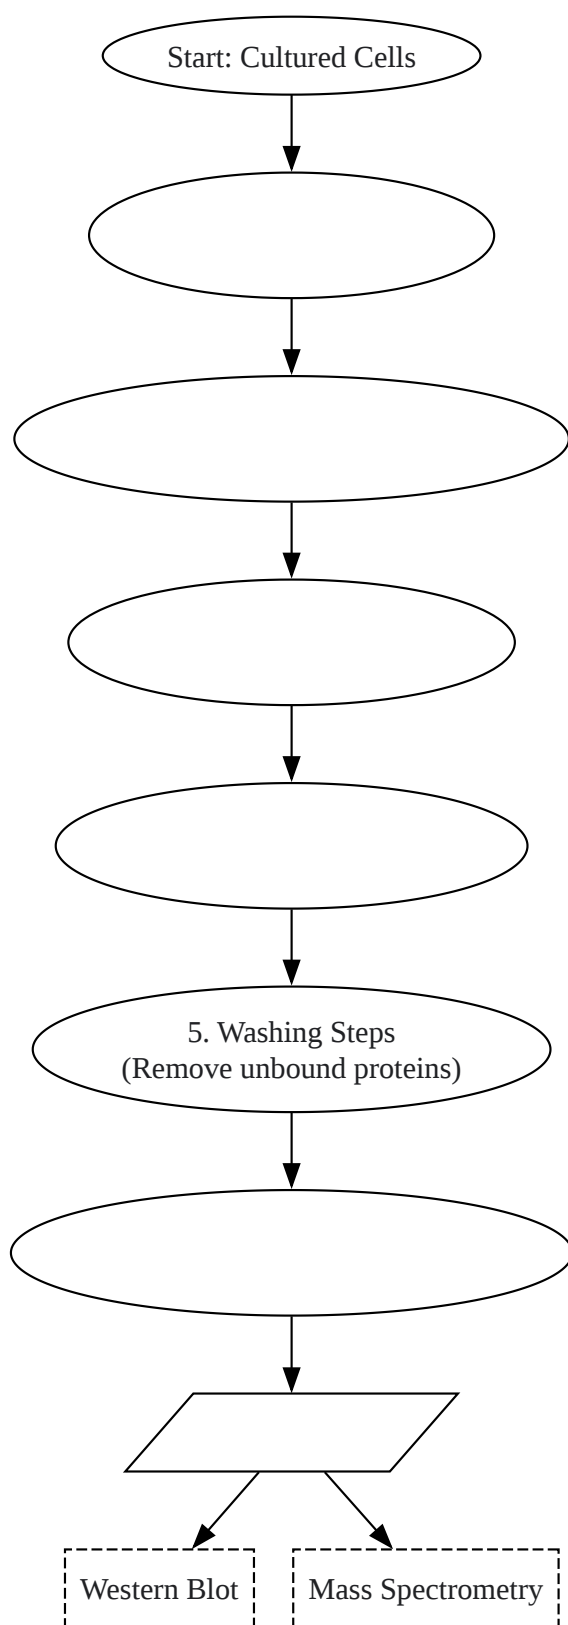 Start: Cultured Cells
5. Washing Steps
(Remove unbound proteins)
Western Blot
Mass Spectrometry